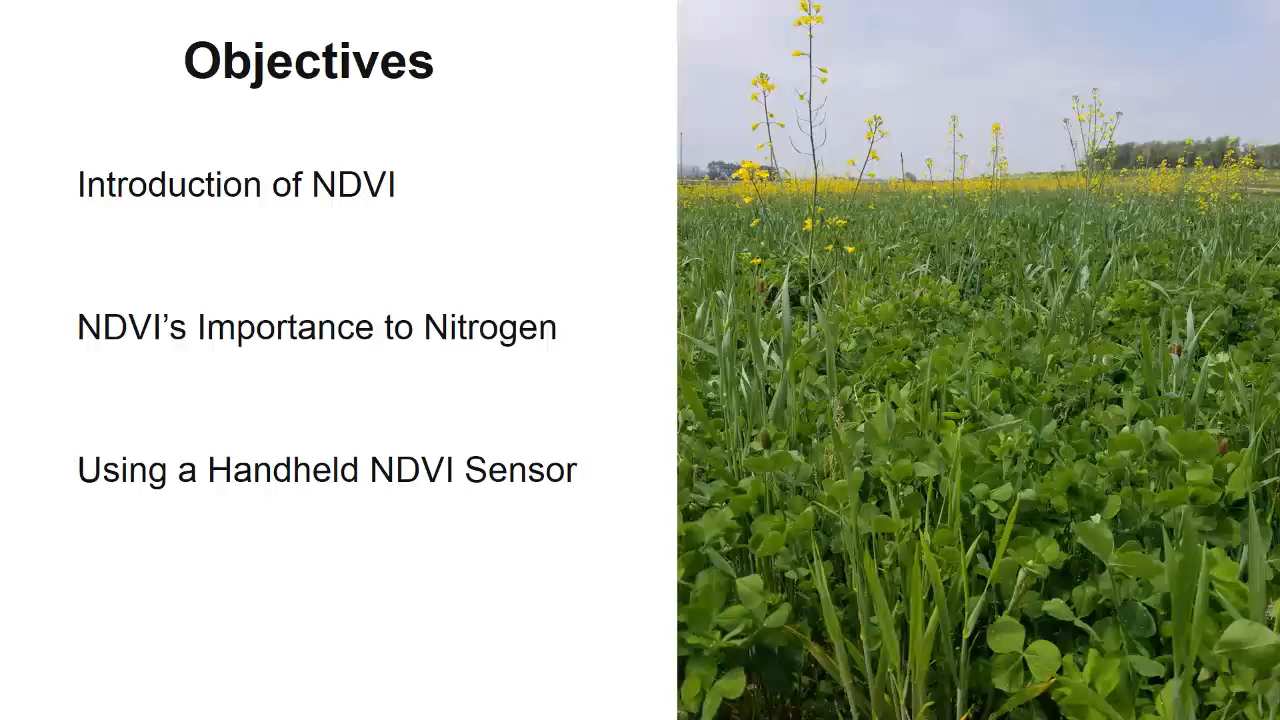 Objectives
Introduction of NDVI
NDVI’s Importance to Nitrogen
Using a Handheld NDVI Sensor